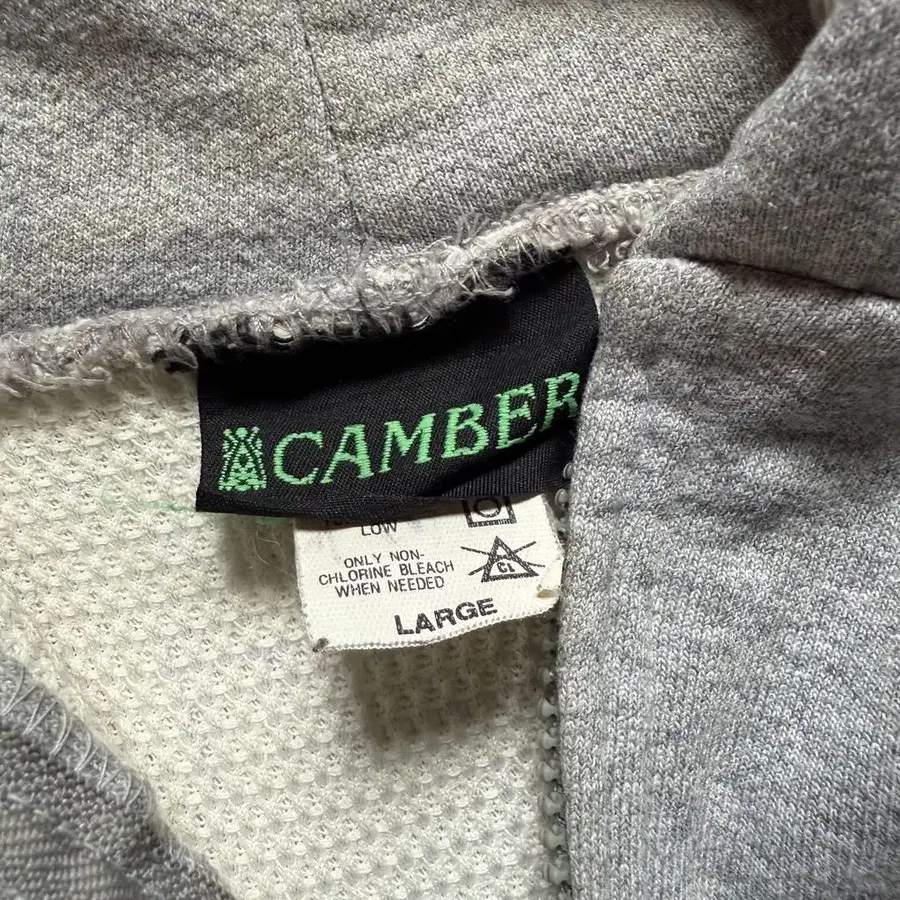 CAMBER
LOW
ONLY NON-
CHLORINE BLEACH
WHEN NEEDED
CL
LARGE